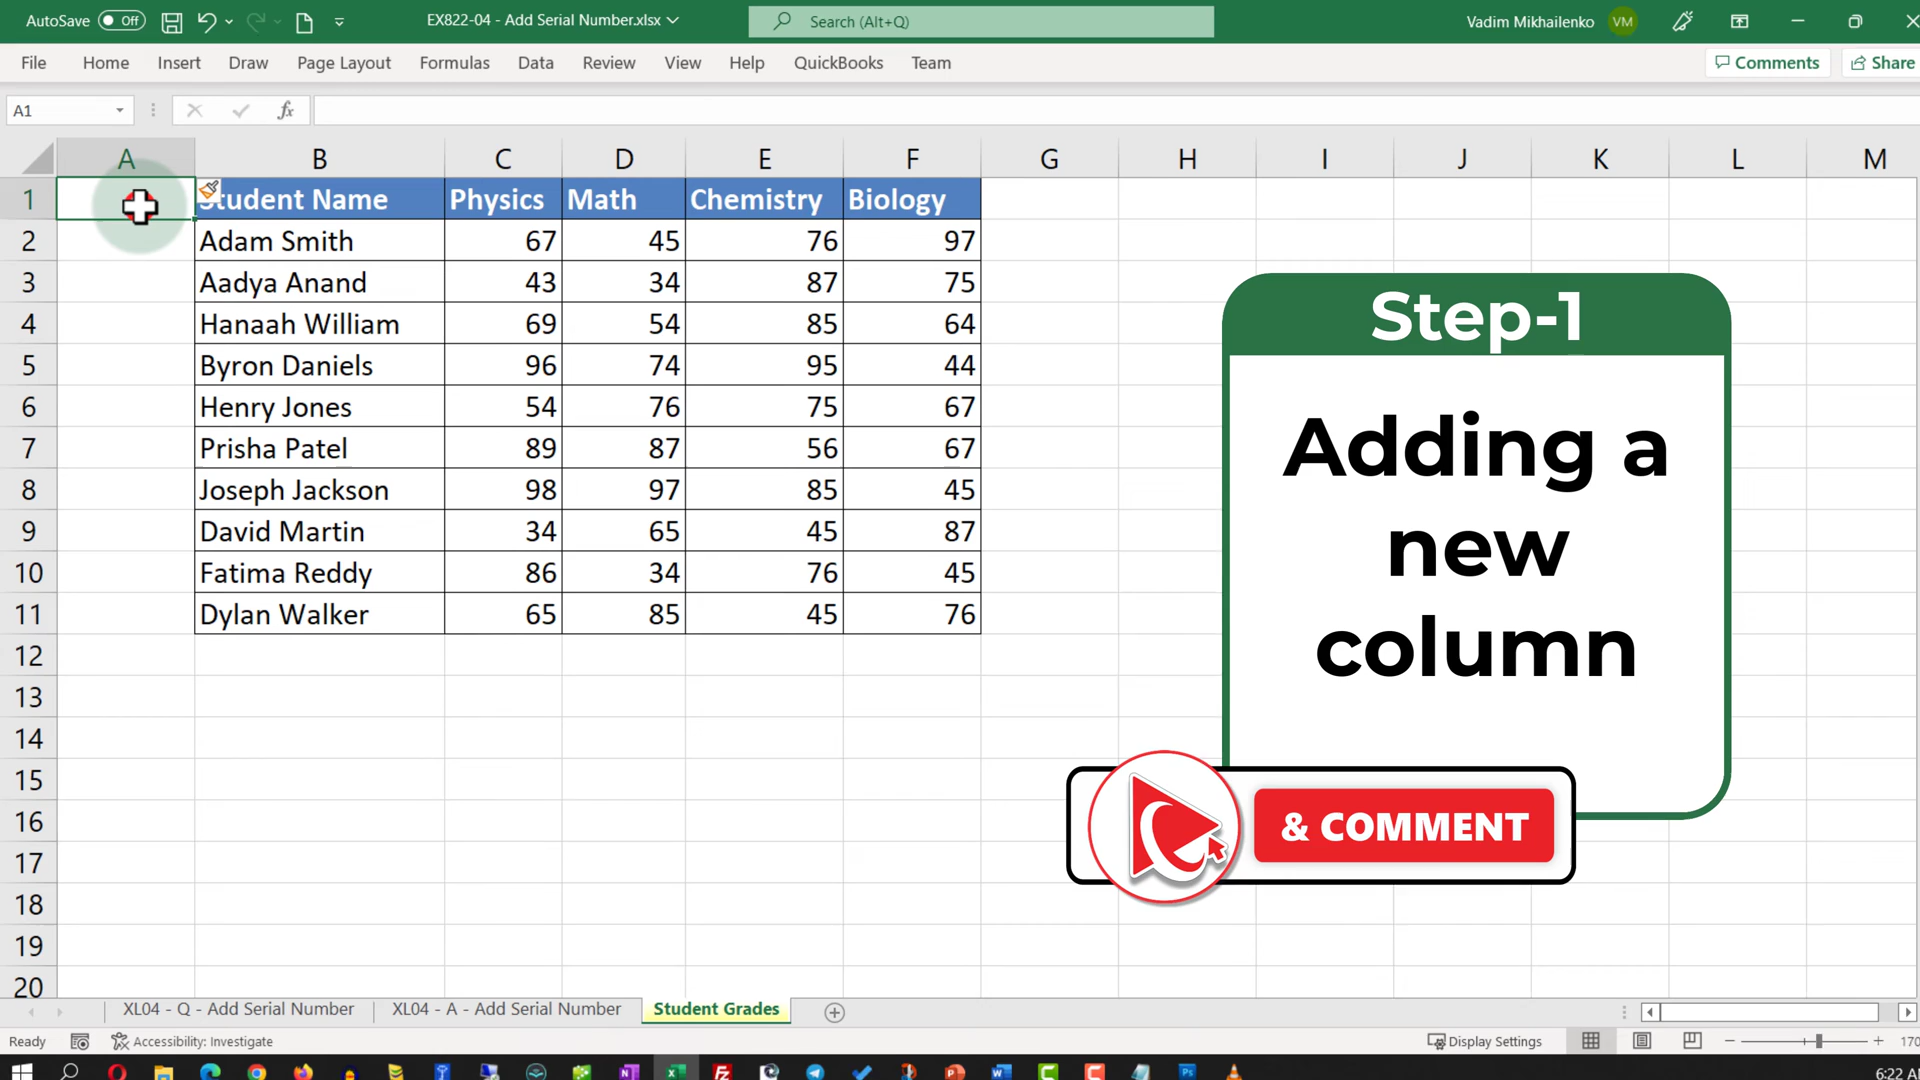 AutoSave Off EX822-04 - Add Serial Number.xlsx Search (Alt+Q) Vadim Mikhailenko VM
File Home Insert Draw Page Layout Formulas Data Review View Help QuickBooks Team Comments Share
A1 fx
A B C D E F G H I J K L M
1 Student Name Physics Math Chemistry Biology
2 Adam Smith 67 45 76 97
3 Aadya Anand 43 34 87 75
4 Hanaah William 69 54 85 64
5 Byron Daniels 96 74 95 44
6 Henry Jones 54 76 75 67
7 Prisha Patel 89 87 56 67
8 Joseph Jackson 98 97 85 45
9 David Martin 34 65 45 87
10 Fatima Reddy 86 34 76 45
11 Dylan Walker 65 85 45 76
12
13
14
15
16
17
18
19
20
Step-1
Adding a
new
column
& COMMENT
XL04 - Q - Add Serial Number XL04 - A - Add Serial Number Student Grades
Ready Accessibility: Investigate Display Settings 170
6:22 A